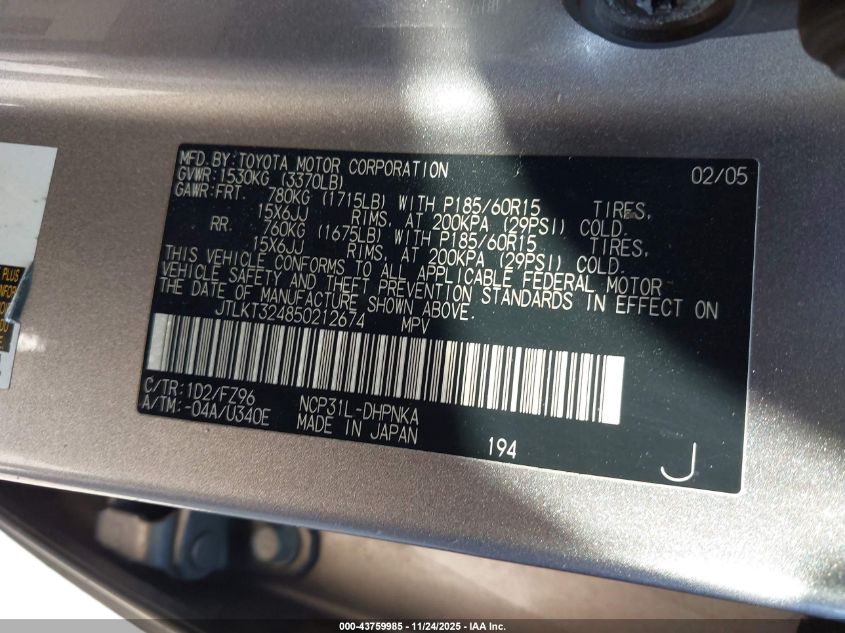 MFD.BY:TOYOTA MOTOR CORPORATION 02/05
GVWR:1530KG (3370LB)
GAWR:FRT. 780KG (1715LB) WITH P185/60R15 TIRES,
15X6JJ RIMS, AT 200KPA (29PSI) COLD.
RR. 760KG (1675LB) WITH P185/60R15 TIRES,
15X6JJ RIMS, AT 200KPA (29PSI) COLD.
THIS VEHICLE CONFORMS TO ALL APPLICABLE FEDERAL MOTOR
VEHICLE SAFETY AND THEFT PREVENTION STANDARDS IN EFFECT ON
THE DATE OF MANUFACTURE SHOWN ABOVE.
JTLKT324850212674 MPV
C/TR:1D2/FZ96 NCP31L-DHPNKA
A/TM:-04A/U340E MADE IN JAPAN
194
J
PLUS
000-43759985 - 11/24/2025 - IAA Inc.